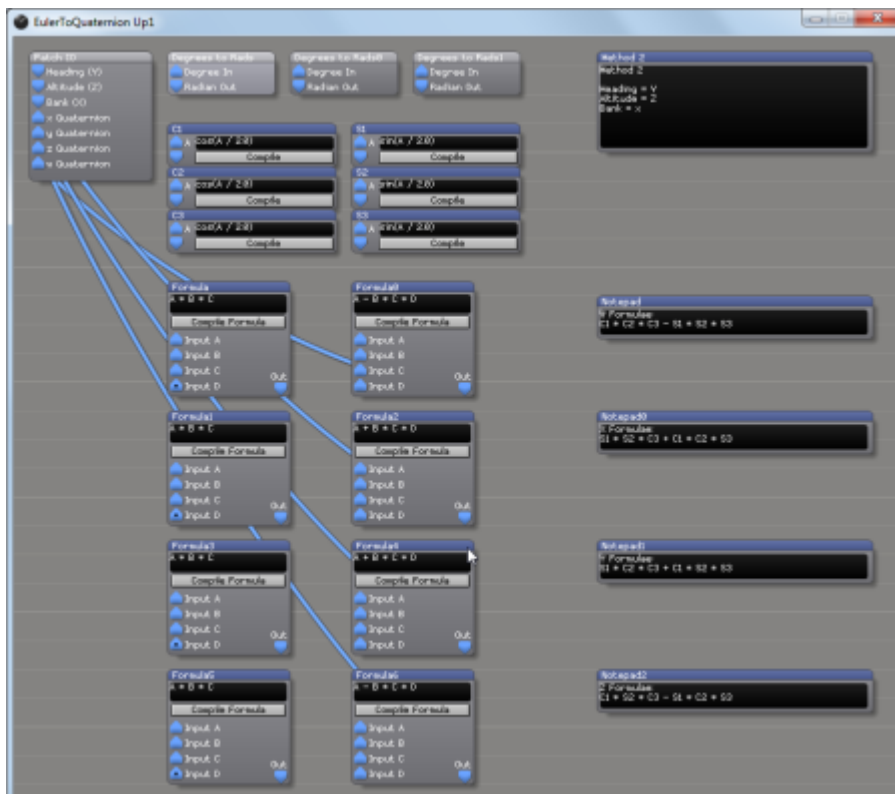 EulerToQuaternion Up1
Patch IO
Heading (Y)
Altitude (Z)
Bank (X)
x Quaternion
y Quaternion
z Quaternion
w Quaternion
Degrees to Rads
Degree In
Radian Out
Degrees to Rads0
Degree In
Radian Out
Degrees to Rads1
Degree In
Radian Out
Method 2
Method 2
Heading = Y
Altitude = Z
Bank = x
C1
A cos(A / 2.0)
Compile
S1
A sin(A / 2.0)
Compile
C2
A cos(A / 2.0)
Compile
S2
A sin(A / 2.0)
Compile
C3
A cos(A / 2.0)
Compile
S3
A sin(A / 2.0)
Compile
Formula
A * B * C
Compile Formula
Input A
Input B
Input C
Input D
Out
Formula0
A - B * C * D
Compile Formula
Input A
Input B
Input C
Input D
Out
Notepad
W Formulae:
C1 * C2 * C3 - S1 * S2 * S3
Formula1
A * B * C
Compile Formula
Input A
Input B
Input C
Input D
Out
Formula2
A + B * C * D
Compile Formula
Input A
Input B
Input C
Input D
Out
Notepad0
X Formulae:
S1 * S2 * C3 + C1 * C2 * S3
Formula3
A * B * C
Compile Formula
Input A
Input B
Input C
Input D
Out
Formula4
A + B * C * D
Compile Formula
Input A
Input B
Input C
Input D
Out
Notepad1
Y Formulae:
S1 * C2 * C3 + C1 * S2 * S3
Formula5
A * B * C
Compile Formula
Input A
Input B
Input C
Input D
Out
Formula6
A - B * C * D
Compile Formula
Input A
Input B
Input C
Input D
Out
Notepad2
Z Formulae:
C1 * S2 * C3 - S1 * C2 * S3